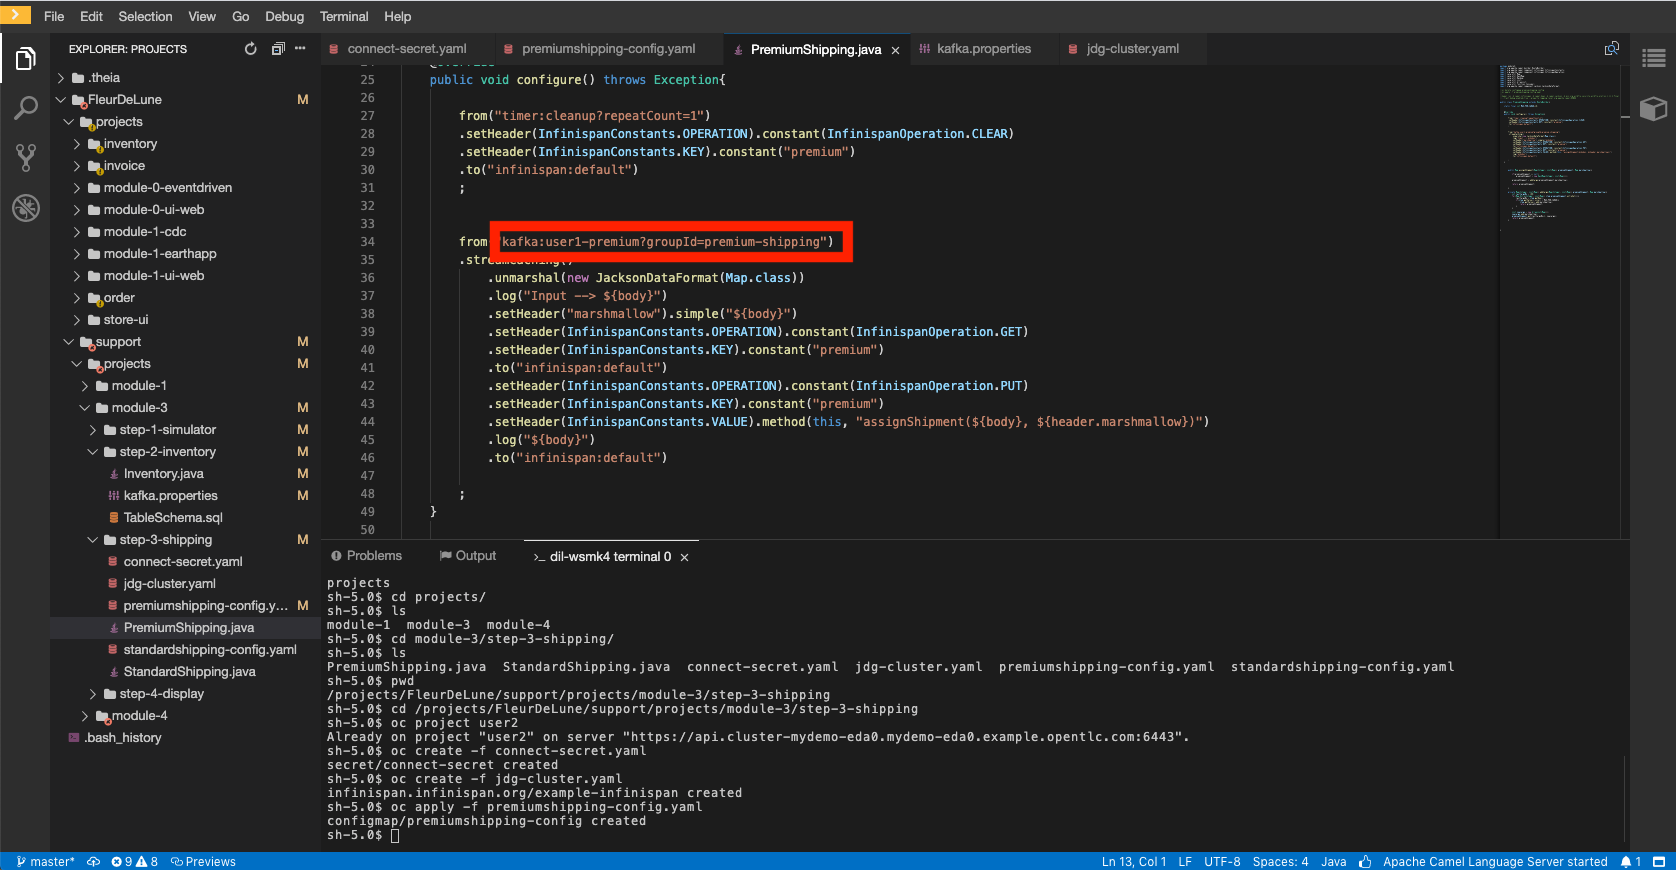 File Edit Selection View Go Debug Terminal Help
EXPLORER: PROJECTS
connect-secret.yaml premiumshipping-config.yaml PremiumShipping.java × kafka.properties jdg-cluster.yaml
.theia
FleurDeLune M
projects
inventory
invoice
module-0-eventdriven
module-0-ui-web
module-1-cdc
module-1-earthapp
module-1-ui-web
order
store-ui
support M
projects M
module-1
module-3 M
step-1-simulator M
step-2-inventory M
Inventory.java M
kafka.properties M
TableSchema.sql
step-3-shipping M
connect-secret.yaml
jdg-cluster.yaml
premiumshipping-config.y... M
PremiumShipping.java
standardshipping-config.yaml
StandardShipping.java
step-4-display
module-4
.bash_history
25 public void configure() throws Exception{
26
27 from("timer:cleanup?repeatCount=1")
28 .setHeader(InfinispanConstants.OPERATION).constant(InfinispanOperation.CLEAR)
29 .setHeader(InfinispanConstants.KEY).constant("premium")
30 .to("infinispan:default")
31 ;
32
33
34 from "kafka:user1-premium?groupId=premium-shipping")
35
36 .unmarshal(new JacksonDataFormat(Map.class))
37 .log("Input --> ${body}")
38 .setHeader("marshmallow").simple("${body}")
39 .setHeader(InfinispanConstants.OPERATION).constant(InfinispanOperation.GET)
40 .setHeader(InfinispanConstants.KEY).constant("premium")
41 .to("infinispan:default")
42 .setHeader(InfinispanConstants.OPERATION).constant(InfinispanOperation.PUT)
43 .setHeader(InfinispanConstants.KEY).constant("premium")
44 .setHeader(InfinispanConstants.VALUE).method(this, "assignShipment(${body}, ${header.marshmallow})")
45 .log("${body}")
46 .to("infinispan:default")
47
48 ;
49 }
50
Problems Output >_ dil-wsmk4 terminal 0 ×
projects
sh-5.0$ cd projects/
sh-5.0$ ls
module-1 module-3 module-4
sh-5.0$ cd module-3/step-3-shipping/
sh-5.0$ ls
PremiumShipping.java StandardShipping.java connect-secret.yaml jdg-cluster.yaml premiumshipping-config.yaml standardshipping-config.yaml
sh-5.0$ pwd
/projects/FleurDeLune/support/projects/module-3/step-3-shipping
sh-5.0$ cd /projects/FleurDeLune/support/projects/module-3/step-3-shipping
sh-5.0$ oc project user2
Already on project "user2" on server "https://api.cluster-mydemo-eda0.mydemo-eda0.example.opentlc.com:6443".
sh-5.0$ oc create -f connect-secret.yaml
secret/connect-secret created
sh-5.0$ oc create -f jdg-cluster.yaml
infinispan.infinispan.org/example-infinispan created
sh-5.0$ oc apply -f premiumshipping-config.yaml
configmap/premiumshipping-config created
sh-5.0$
master* 9 8 Previews Ln 13, Col 1 LF UTF-8 Spaces: 4 Java Apache Camel Language Server started 1